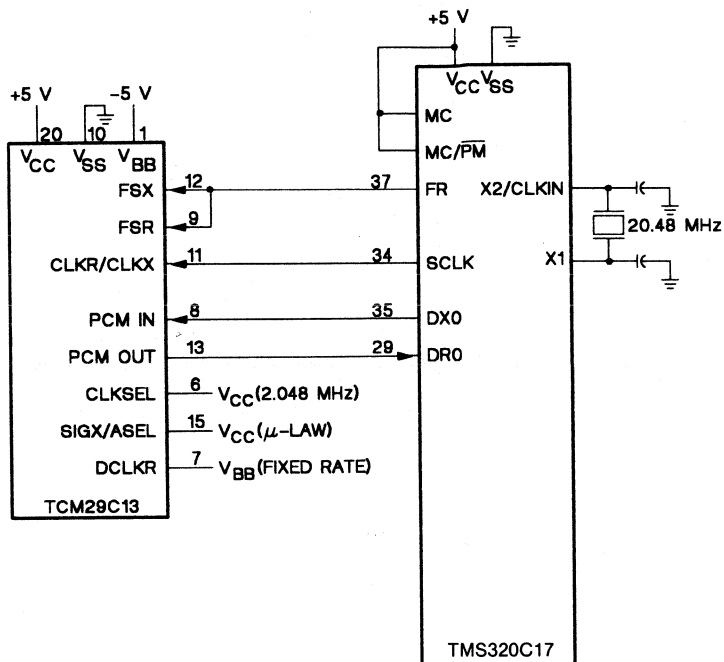 +5 V
+5 V
-5 V
20
10
1
VCC
VSS
VBB
VCC
VSS
MC
MC/PM
FSX
12
37
FR
X2/CLKIN
FSR
9
20.48 MHz
CLKR/CLKX
11
34
SCLK
X1
PCM IN
8
35
DX0
PCM OUT
13
29
DR0
CLKSEL
6
VCC(2.048 MHz)
SIGX/ASEL
15
VCC(μ-LAW)
DCLKR
7
VBB(FIXED RATE)
TCM29C13
TMS320C17